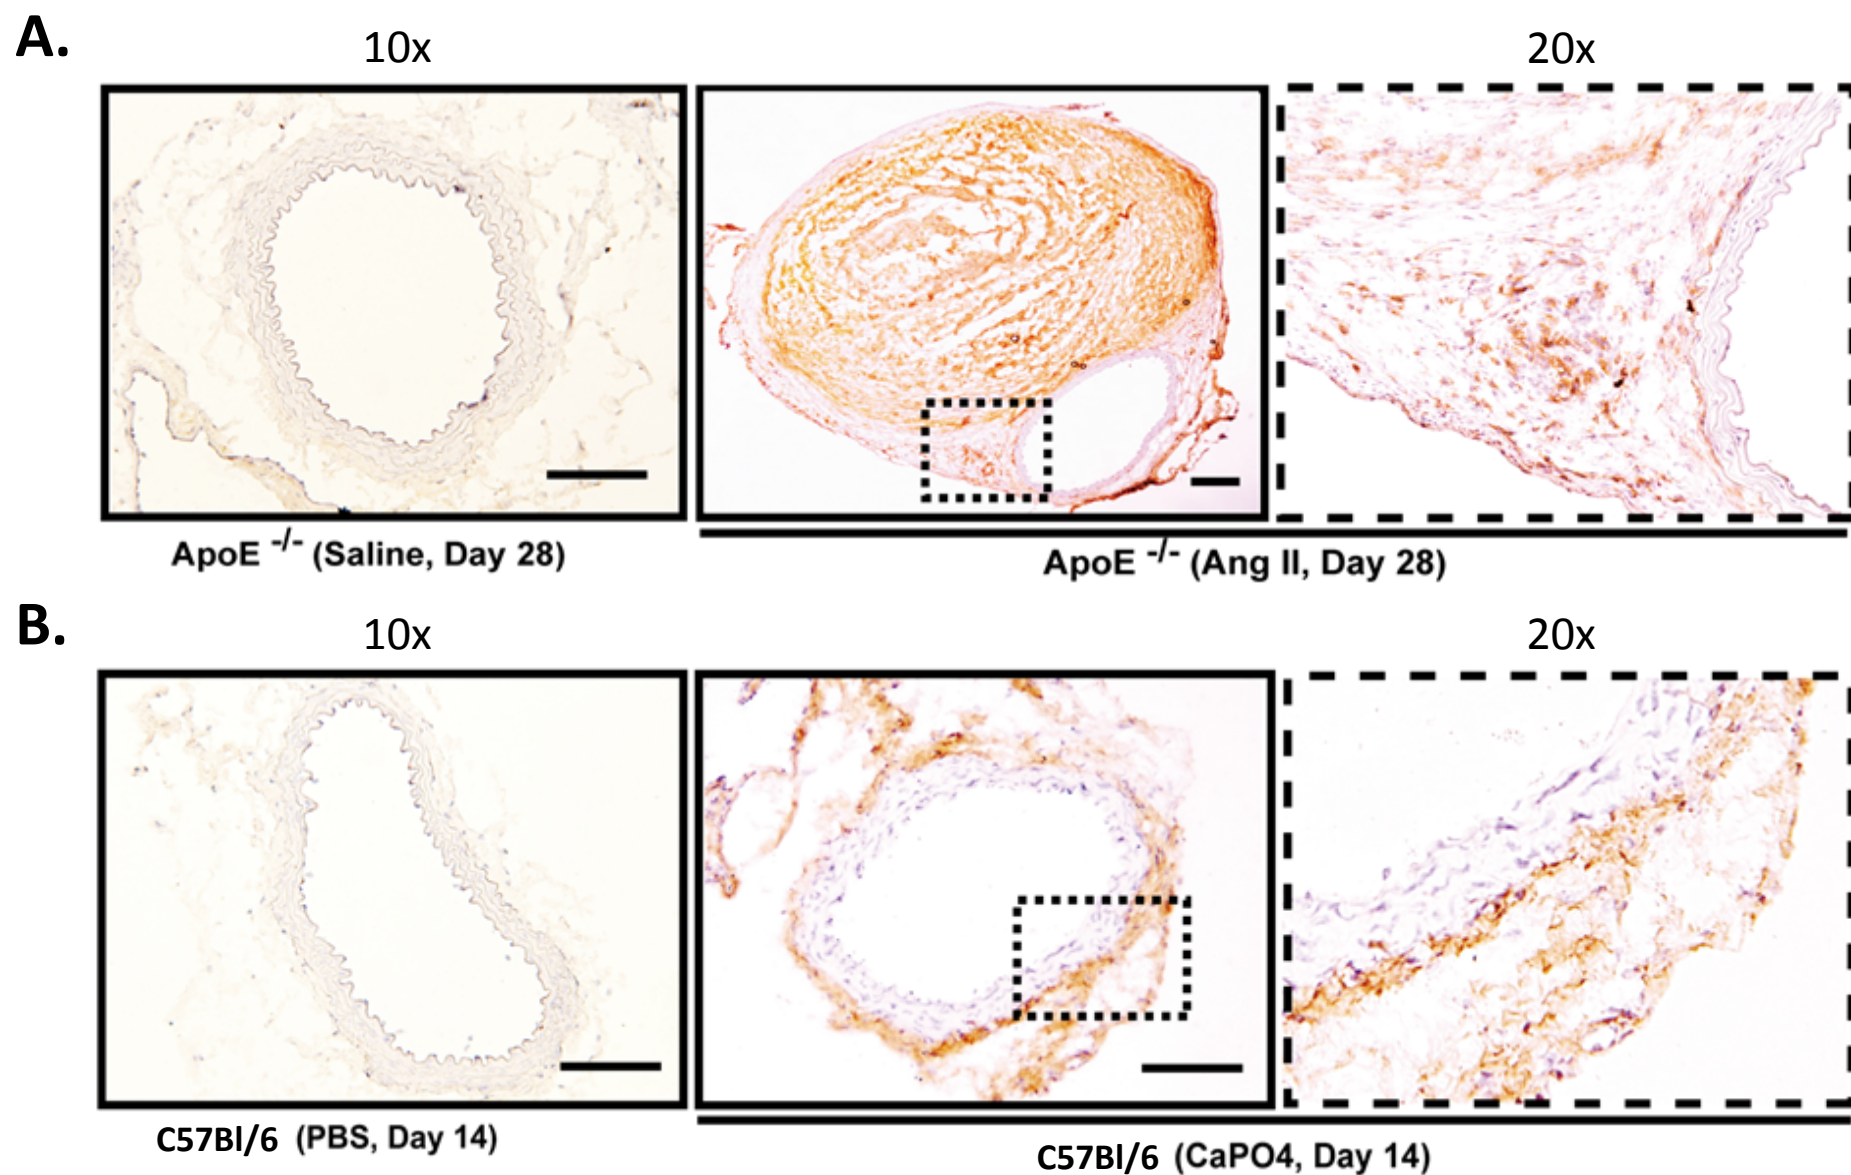 A.
10x
20x
ApoE -/- (Saline, Day 28)
ApoE -/- (Ang II, Day 28)
B.
10x
20x
C57Bl/6 (PBS, Day 14)
C57Bl/6 (CaPO4, Day 14)